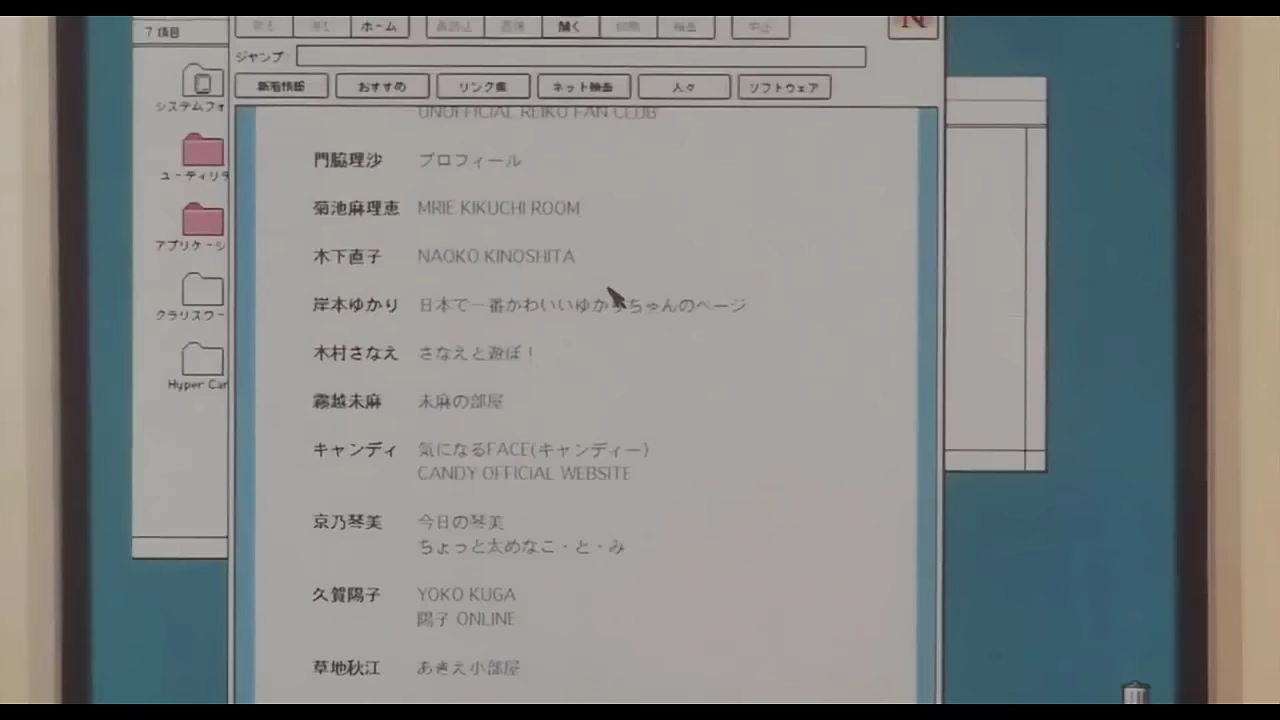 7 項目
ホーム
開く
N
ジャンプ:
新着情報 おすすめ リンク集 ネット検索 人々 ソフトウェア
システムフォ
ユーティリテ
アプリケーシ
クラリスワー
Hyper Car
UNOFFICIAL REIKO FAN CLUB
門脇理沙 プロフィール
菊池麻理恵 MRIE KIKUCHI ROOM
木下直子 NAOKO KINOSHITA
岸本ゆかり 日本で一番かわいいゆかりちゃんのページ
木村さなえ さなえと遊ぼ！
霧越未麻 未麻の部屋
キャンディ 気になるFACE(キャンディー)
CANDY OFFICIAL WEBSITE
京乃琴美 今日の琴美
ちょっと太めなこ・と・み
久賀陽子 YOKO KUGA
陽子 ONLINE
草地秋江 あきえ小部屋